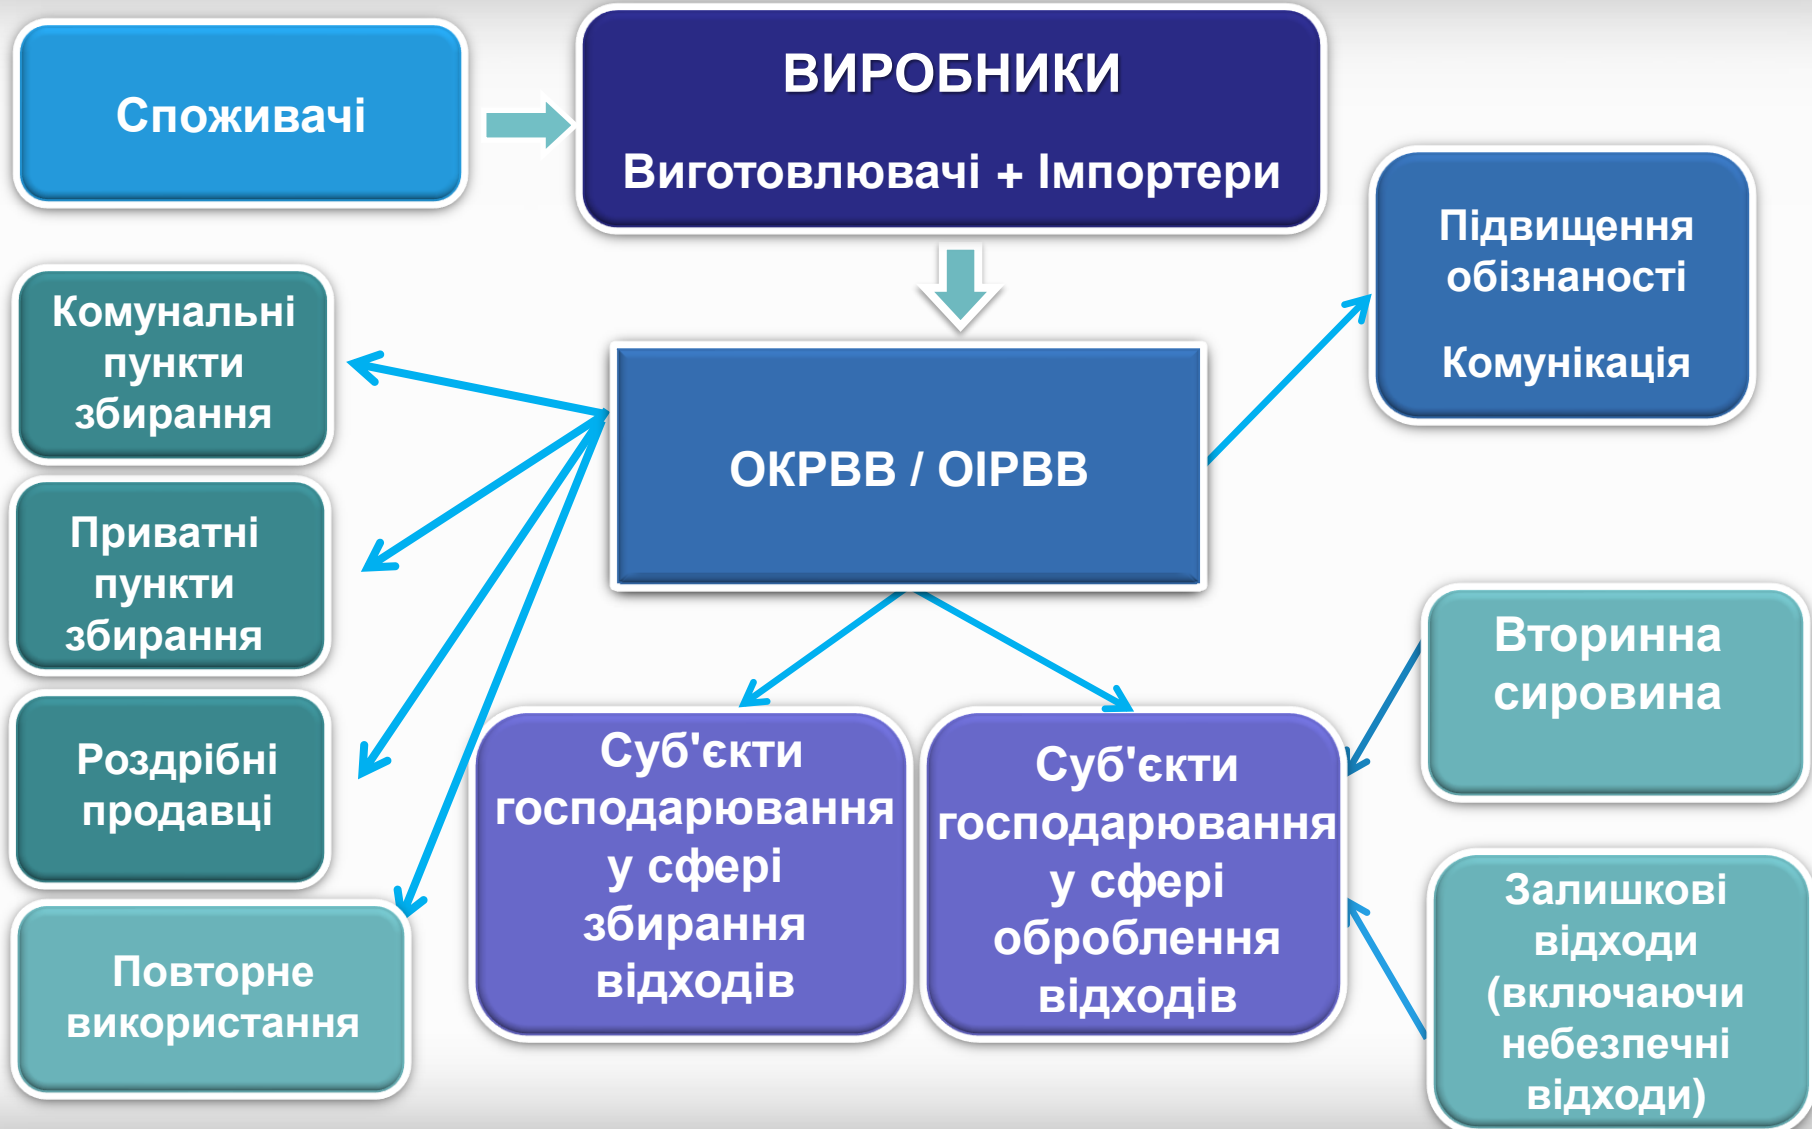 Споживачі
ВИРОБНИКИ
Виготовлювачі + Імпортери
Підвищення
обізнаності
Комунікація
Комунальні
пункти
збирання
ОКРВВ / ОІРВВ
Приватні
пункти
збирання
Роздрібні
продавці
Повторне
використання
Суб'єкти
господарювання
у сфері
збирання
відходів
Суб'єкти
господарювання
у сфері
оброблення
відходів
Вторинна
сировина
Залишкові
відходи
(включаючи
небезпечні
відходи)